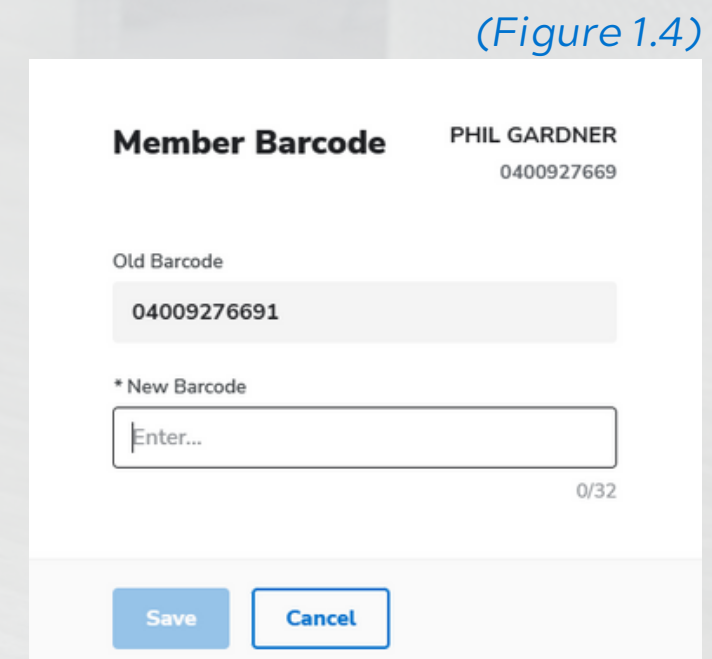 (Figure 1.4)
Member Barcode PHIL GARDNER
0400927669
Old Barcode
04009276691
* New Barcode
Enter...
0/32
Save Cancel